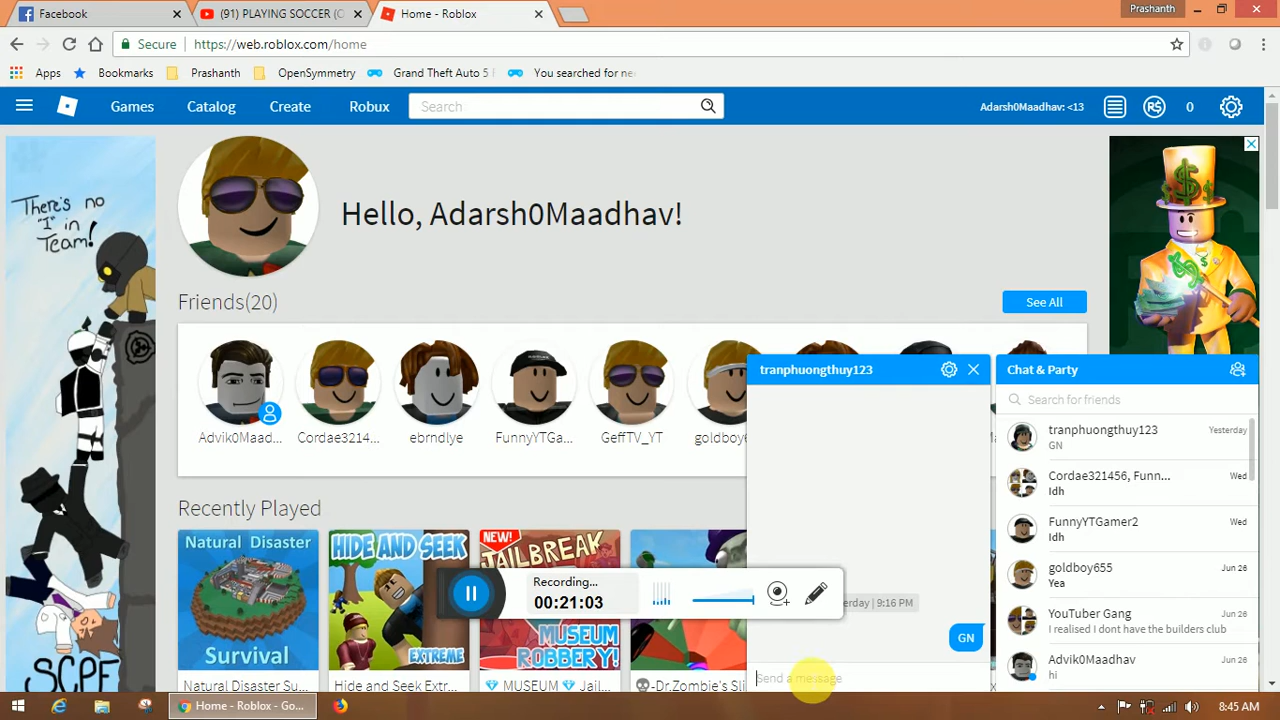 Facebook
(91) PLAYING SOCCER (O
Home - Roblox
Prashanth
Secure
https://web.roblox.com/home
Apps
Bookmarks
Prashanth
OpenSymmetry
Grand Theft Auto 5
You searched for
Games
Catalog
Create
Robux
Search
Adarsh0Maadhav: <13
R$
0
There's no
"I" in
Team!
SCPF
Hello, Adarsh0Maadhav!
Friends(20)
See All
Advik0Maad...
Cordae3214...
ebrndlye
FunnyYTGa...
GeffTV_YT
goldboy
Recently Played
Natural Disaster
Survival
Natural Disaster Su...
HIDE AND SEEK
EXTREME
Hide and Seek Extr...
NEW!
JAILBREAK
MUSEUM
ROBBERY!
MUSEUM
Jail...
-Dr.Zombie's Sli
Recording...
00:21:03
tranphuongthuy123
erday | 9:16 PM
GN
Send a message
Chat & Party
Search for friends
tranphuongthuy123
Yesterday
GN
Cordae321456, Funn...
Wed
Idh
FunnyYTGamer2
Wed
Idh
goldboy655
Jun 26
Yea
YouTuber Gang
Jun 26
I realised I dont have the builders club
Advik0Maadhav
Jun 26
hi
Home - Roblox - Go...
8:45 AM